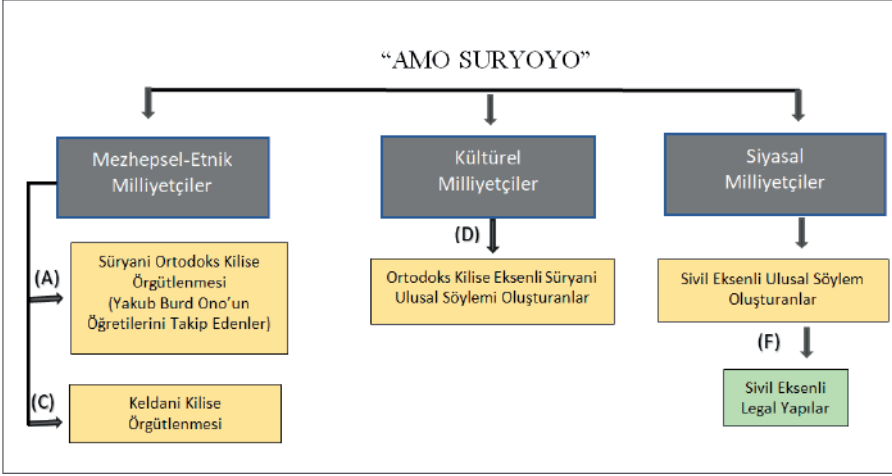 “AMO SURYOYO”
Mezhepsel-Etnik
Milliyetçiler
(A)
Süryani Ortodoks Kilise
Örgütlenmesi
(Yakub Burd Ono’un
Öğretilerini Takip Edenler)
(C)
Keldani Kilise
Örgütlenmesi
Kültürel
Milliyetçiler
(D)
Ortodoks Kilise Eksenli Süryani
Ulusal Söylemi Oluşturanlar
Siyasal
Milliyetçiler
Sivil Eksenli Ulusal Söylem
Oluşturanlar
(F)
Sivil Eksenli
Legal Yapılar